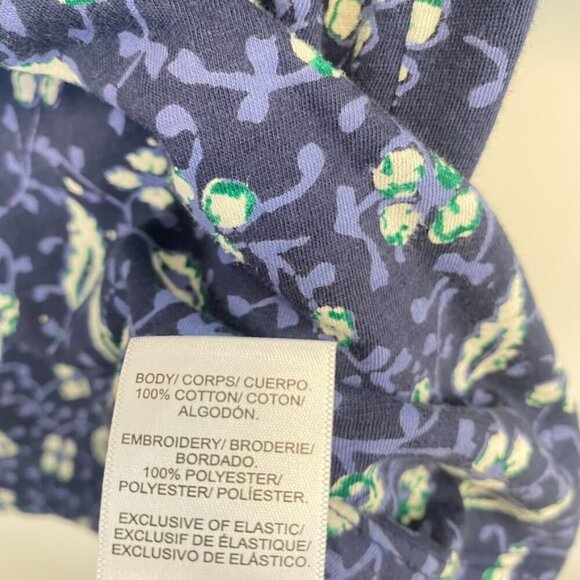 BODY/ CORPS/ CUERPO.
100% COTTON/ COTON/
ALGODÓN.
EMBROIDERY/ BRODERIE/
BORDADO.
100% POLYESTER/
POLYESTER/ POLÍESTER.
EXCLUSIVE OF ELASTIC/
EXCLUSIF DE ÉLASTIQUE/
EXCLUSIVO DE ELÁSTICO.